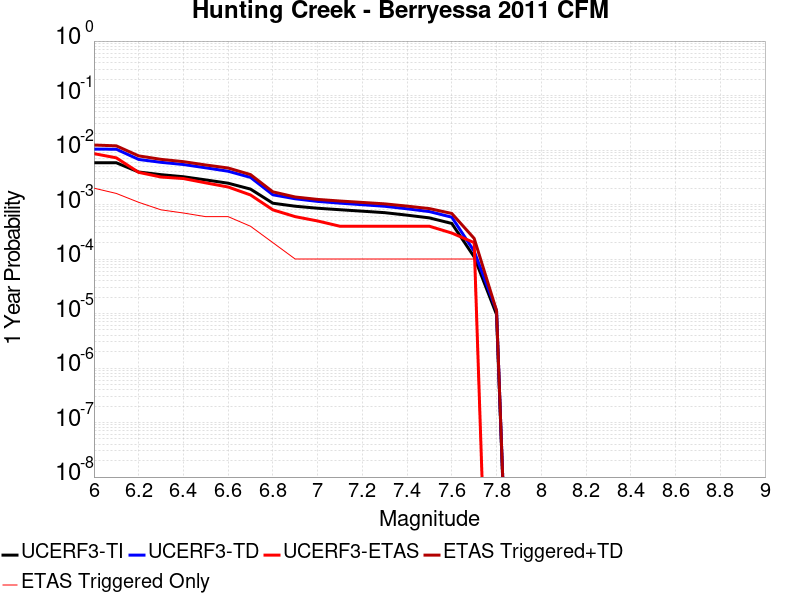 Hunting Creek - Berryessa 2011 CFM
10^0
10^-1
10^-2
10^-3
10^-4
10^-5
10^-6
10^-7
10^-8
1 Year Probability
6 6.2 6.4 6.6 6.8 7 7.2 7.4 7.6 7.8 8 8.2 8.4 8.6 8.8 9
Magnitude
UCERF3-TI UCERF3-TD UCERF3-ETAS ETAS Triggered+TD
ETAS Triggered Only